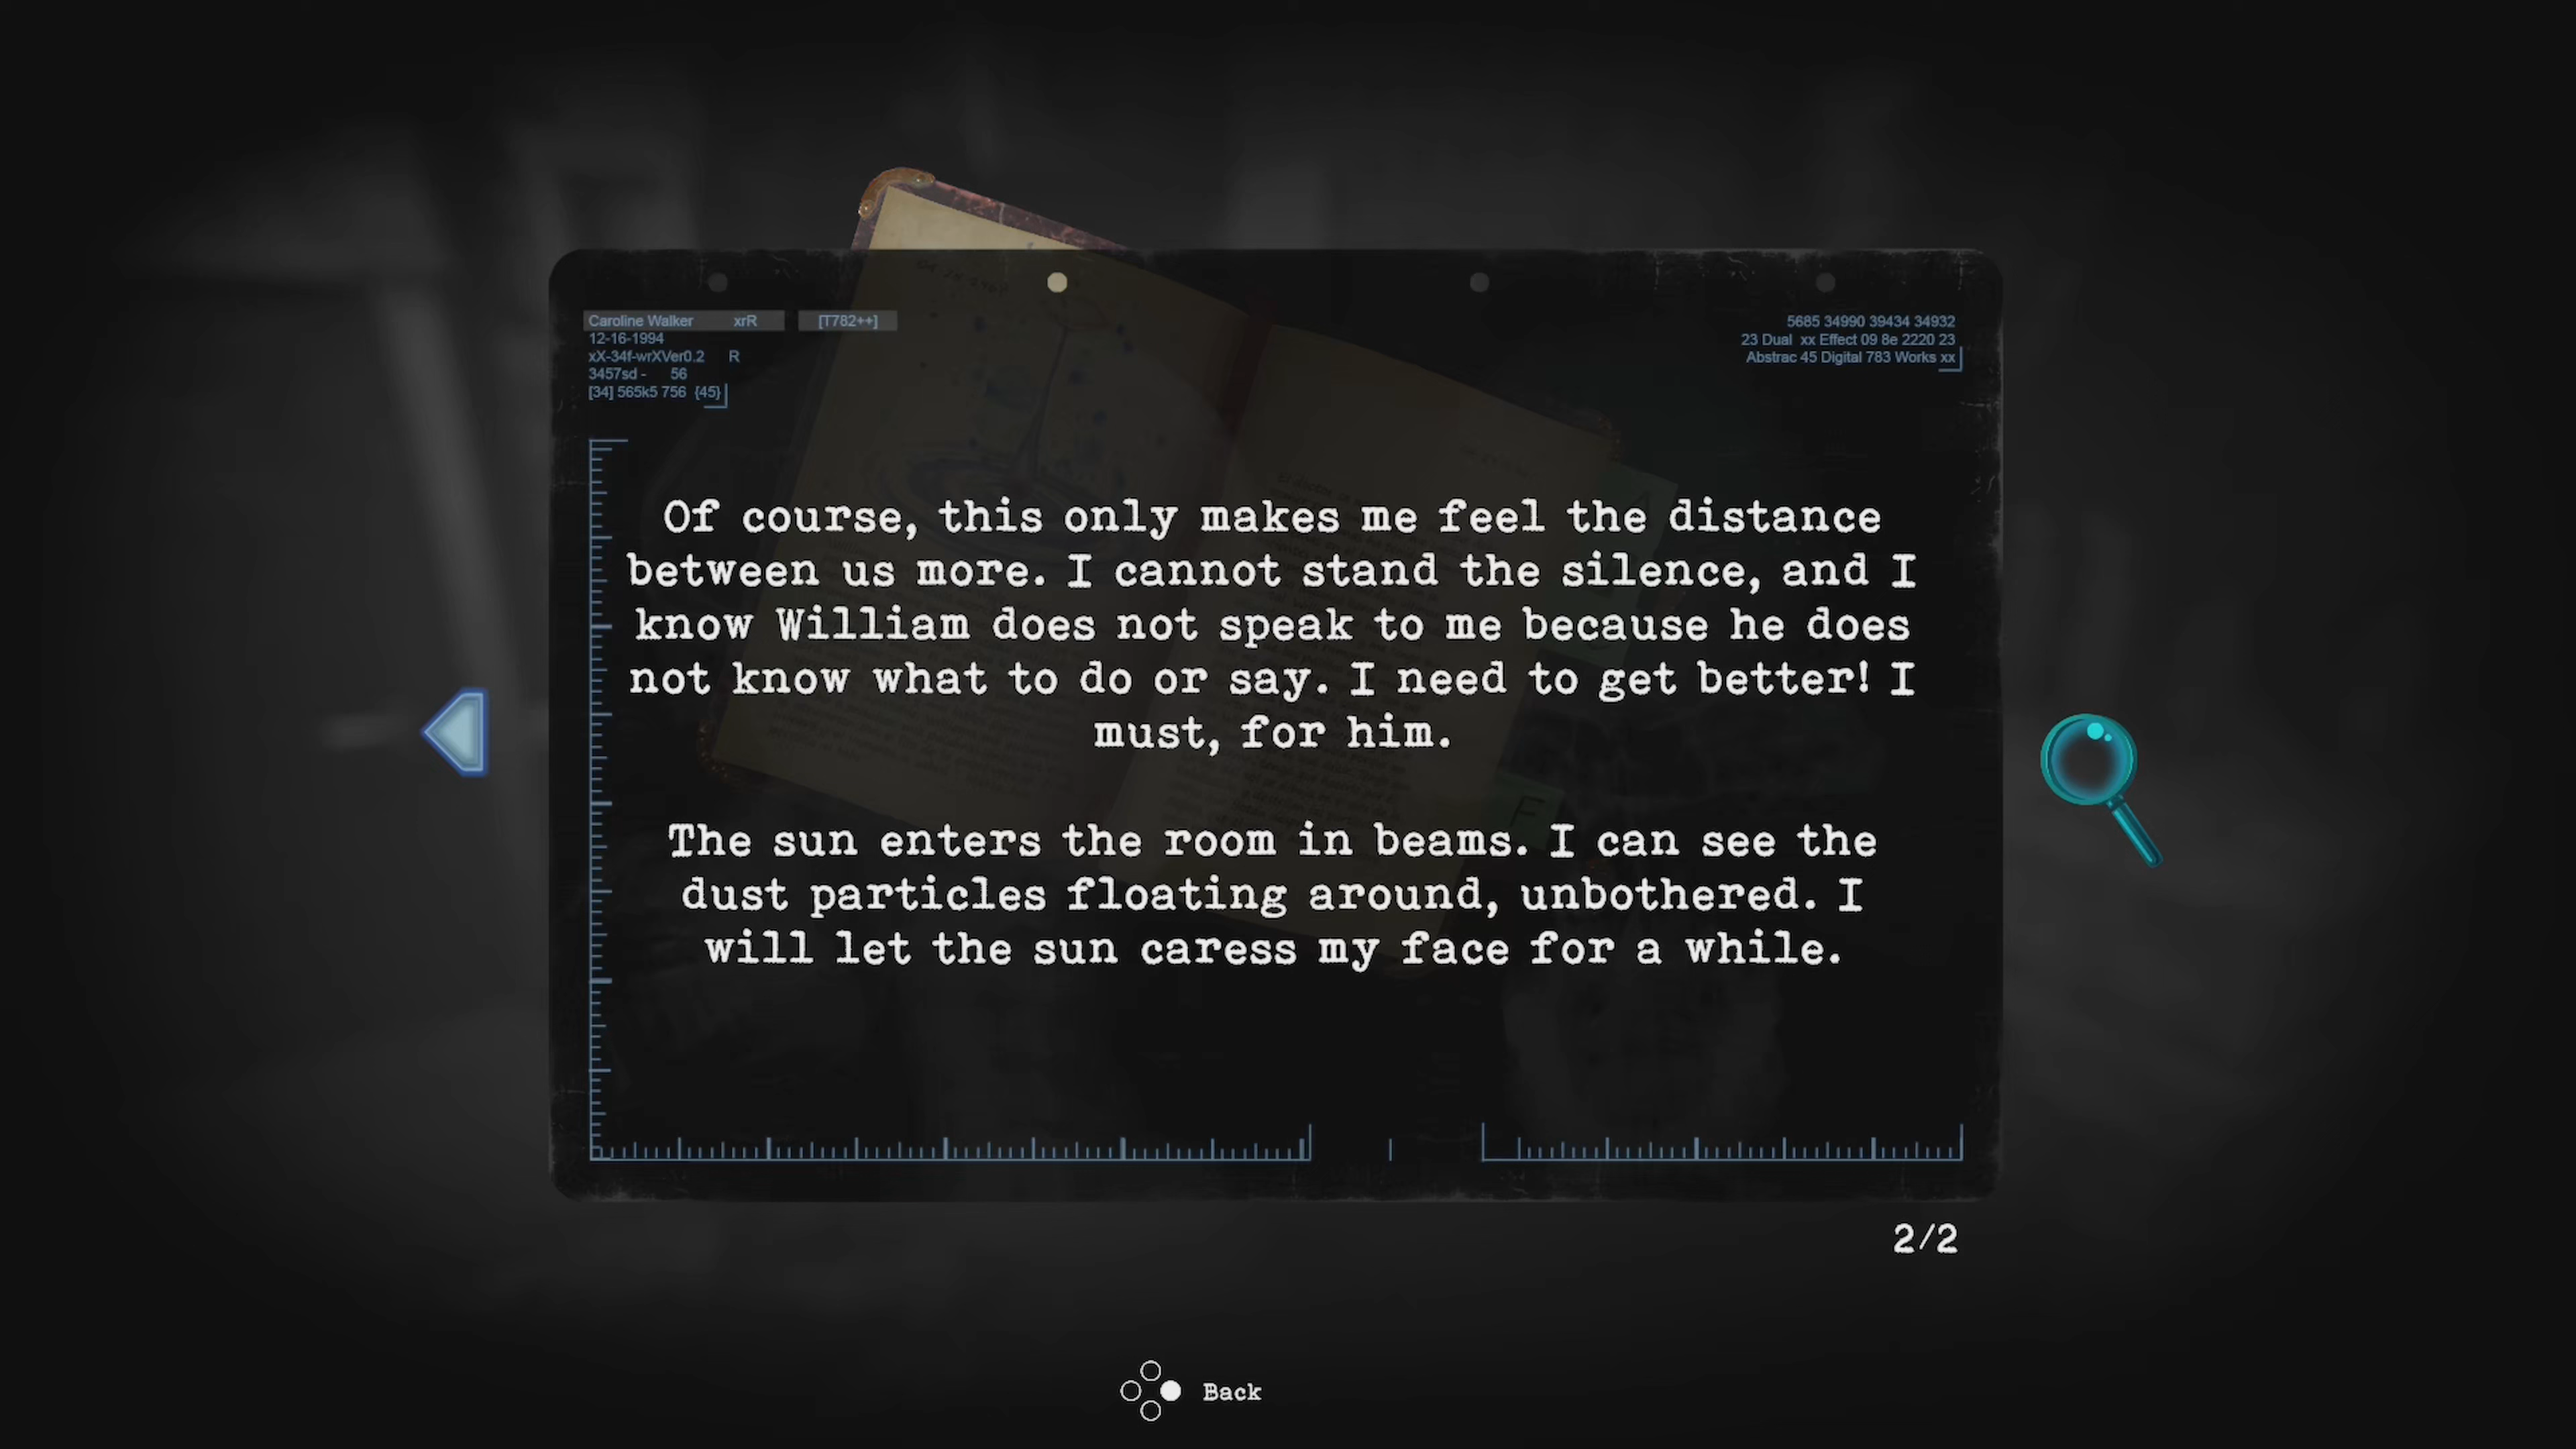 Caroline Walker xrR [T782++]
12-16-1994
xX-34f-wrXVer0.2 R
3457sd - 56
[34] 565k5 756 {45}
5685 34990 39434 34932
23 Dual xx Effect 09 8e 2220 23
Abstrac 45 Digital 783 Works xx
Of course, this only makes me feel the distance
between us more. I cannot stand the silence, and I
know William does not speak to me because he does
not know what to do or say. I need to get better! I
must, for him.
The sun enters the room in beams. I can see the
dust particles floating around, unbothered. I
will let the sun caress my face for a while.
2/2
Back